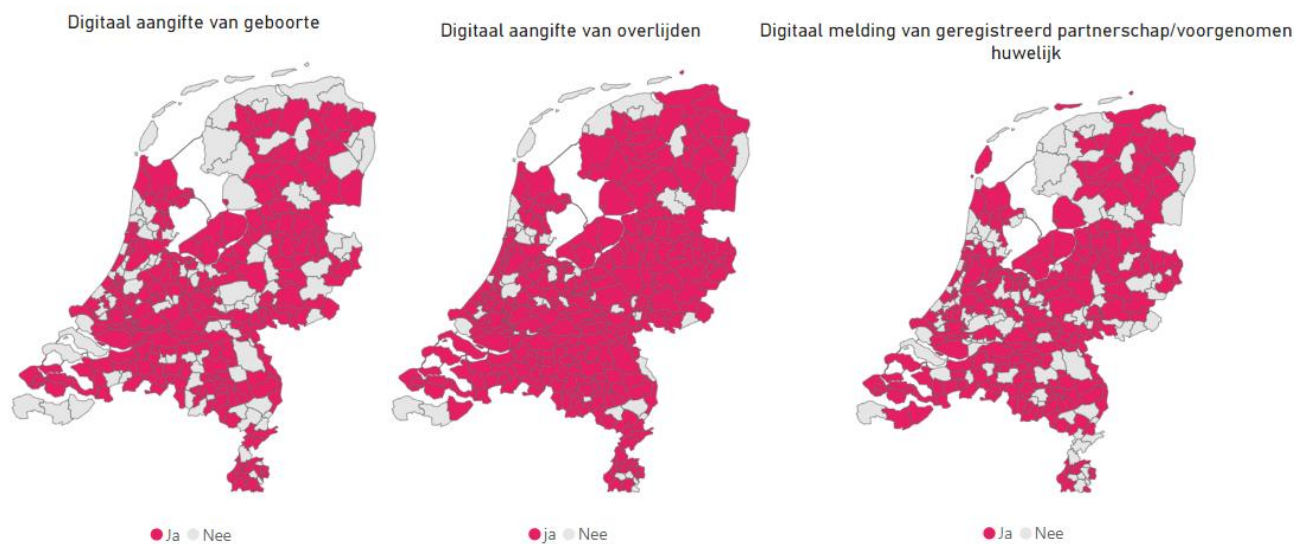 Digitaal aangifte van geboorte
Digitaal aangifte van overlijden
Digitaal melding van geregistreerd partnerschap/voorgenomen
huwelijk
Ja Nee
ja Nee
Ja Nee